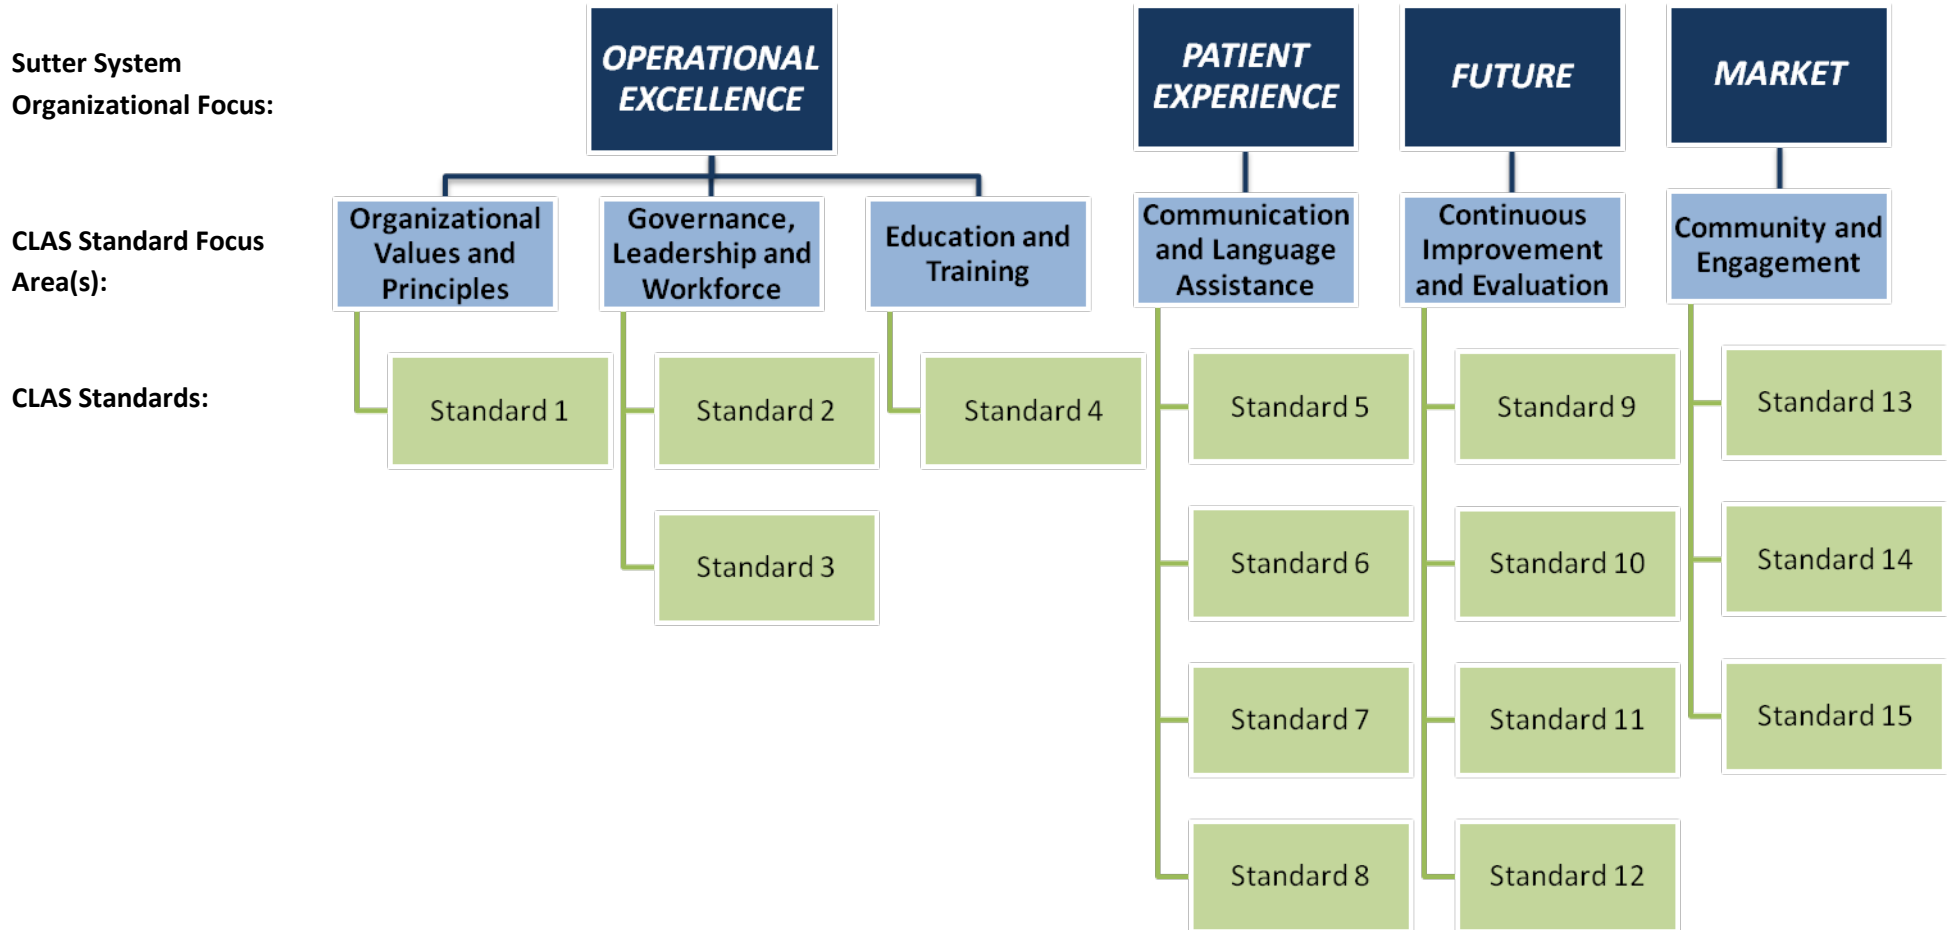 Sutter System
Organizational Focus:
OPERATIONAL
EXCELLENCE
PATIENT
EXPERIENCE
FUTURE
MARKET
CLAS Standard Focus
Area(s):
Organizational
Values and
Principles
Governance,
Leadership and
Workforce
Education and
Training
Communication
and Language
Assistance
Continuous
Improvement
and Evaluation
Community and
Engagement
CLAS Standards:
Standard 1
Standard 2
Standard 4
Standard 5
Standard 9
Standard 13
Standard 3
Standard 6
Standard 10
Standard 14
Standard 7
Standard 11
Standard 15
Standard 8
Standard 12